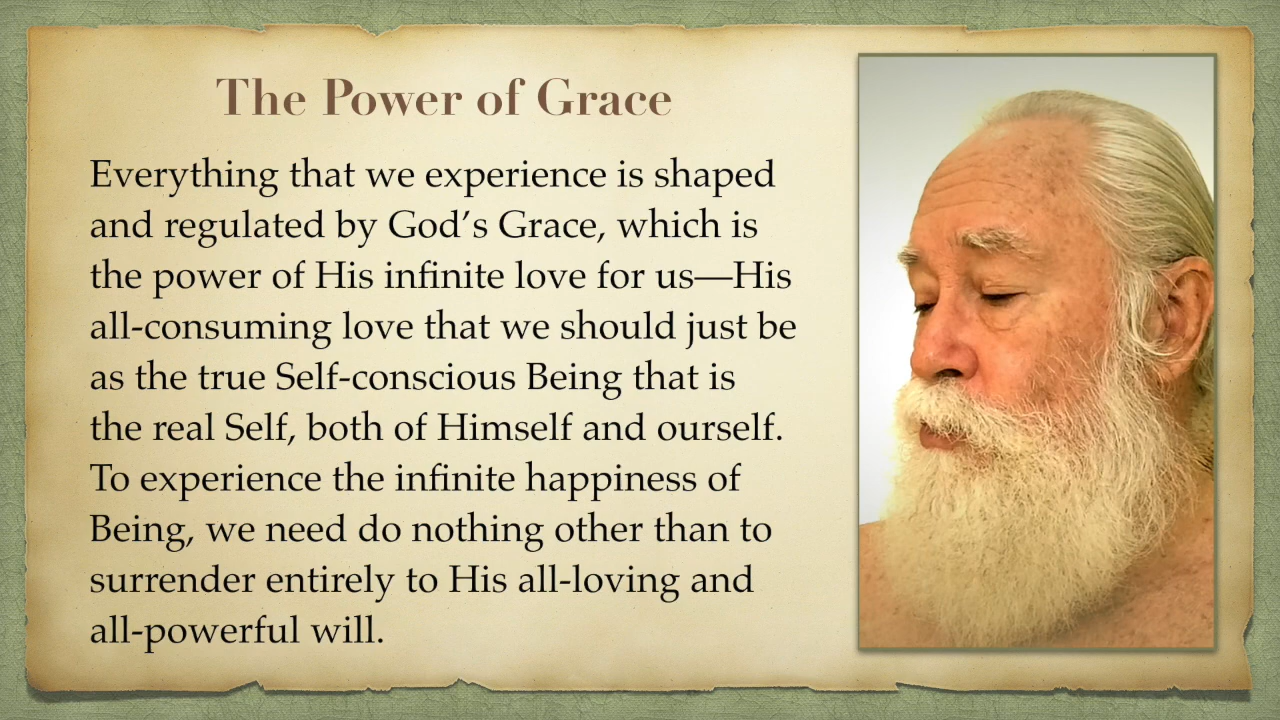 The Power of Grace
Everything that we experience is shaped
and regulated by God’s Grace, which is
the power of His infinite love for us—His
all-consuming love that we should just be
as the true Self-conscious Being that is
the real Self, both of Himself and ourself.
To experience the infinite happiness of
Being, we need do nothing other than to
surrender entirely to His all-loving and
all-powerful will.